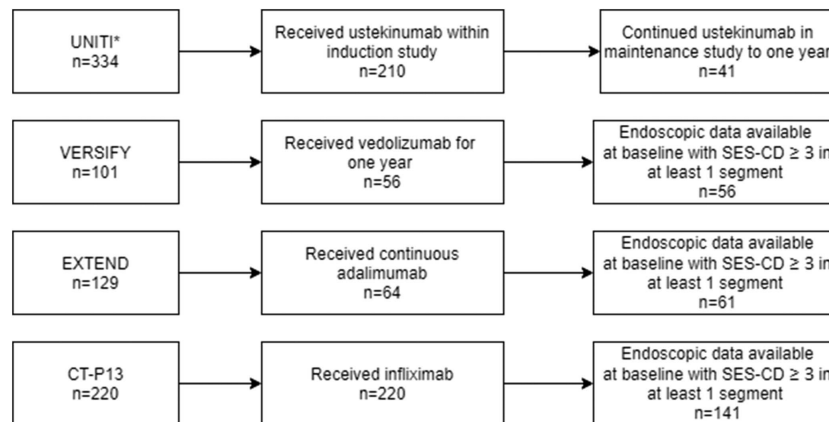 UNITI*
n=334
Received ustekinumab within
induction study
n=210
Continued ustekinumab in
maintenance study to one year
n=41
VERSIFY
n=101
Received vedolizumab for
one year
n=56
Endoscopic data available
at baseline with SES-CD ≥ 3 in
at least 1 segment
n=56
EXTEND
n=129
Received continuous
adalimumab
n=64
Endoscopic data available
at baseline with SES-CD ≥ 3 in
at least 1 segment
n=61
CT-P13
n=220
Received infliximab
n=220
Endoscopic data available
at baseline with SES-CD ≥ 3 in
at least 1 segment
n=141